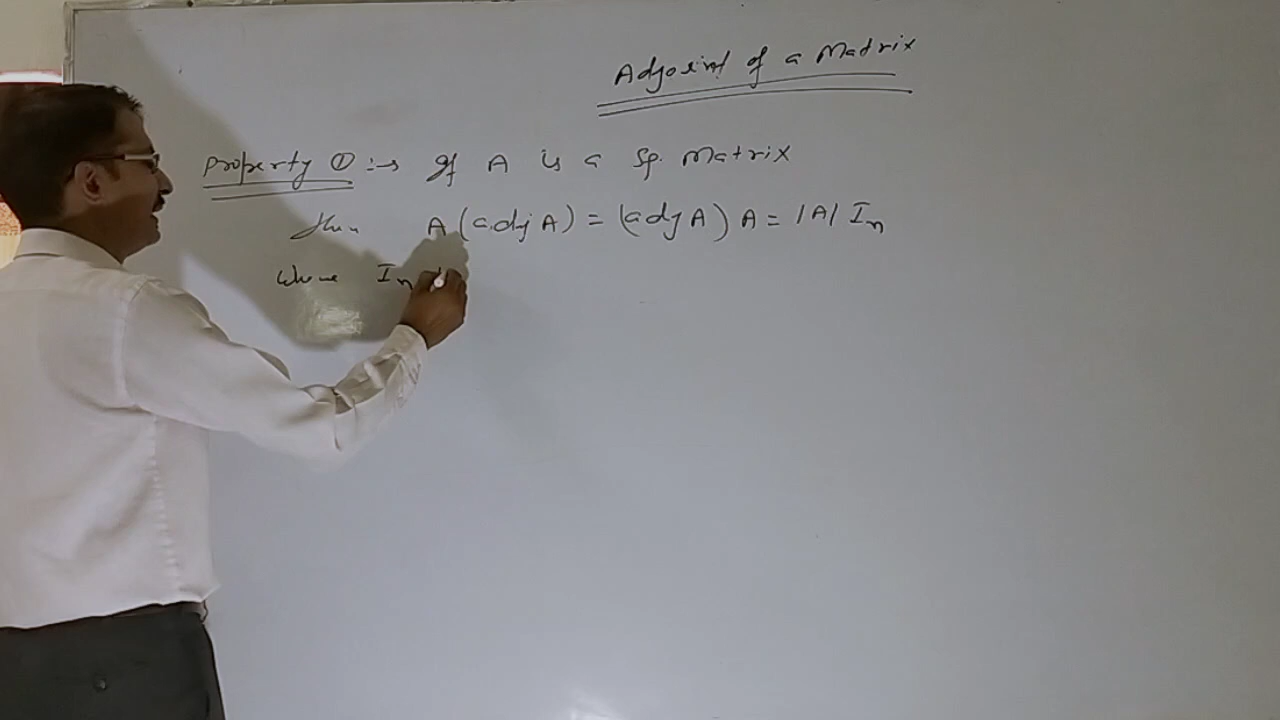 Adjoint of a Matrix
Property ① :→ If A is a Sq. Matrix
then A (adj A) = (adj A) A = |A| In
Where In